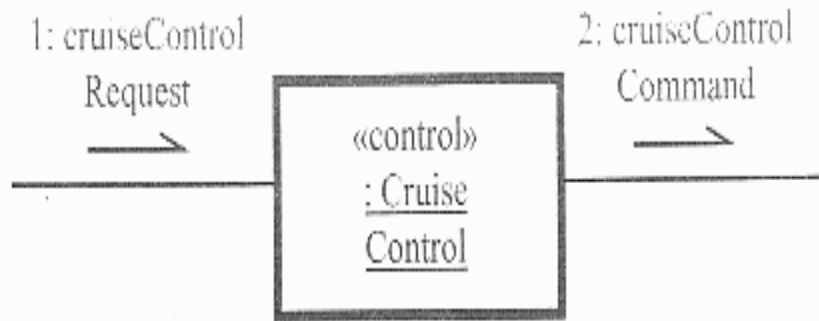 1: cruiseControl
Request
«control»
: Cruise
Control
2: cruiseControl
Command